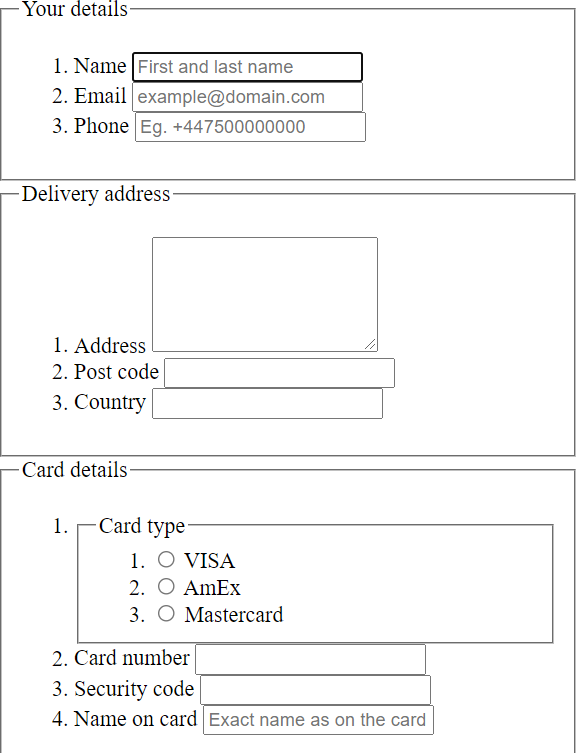 Your details
1. Name First and last name
2. Email example@domain.com
3. Phone Eg. +447500000000
Delivery address
1. Address
2. Post code
3. Country
Card details
1. Card type
1. VISA
2. AmEx
3. Mastercard
2. Card number
3. Security code
4. Name on card Exact name as on the card